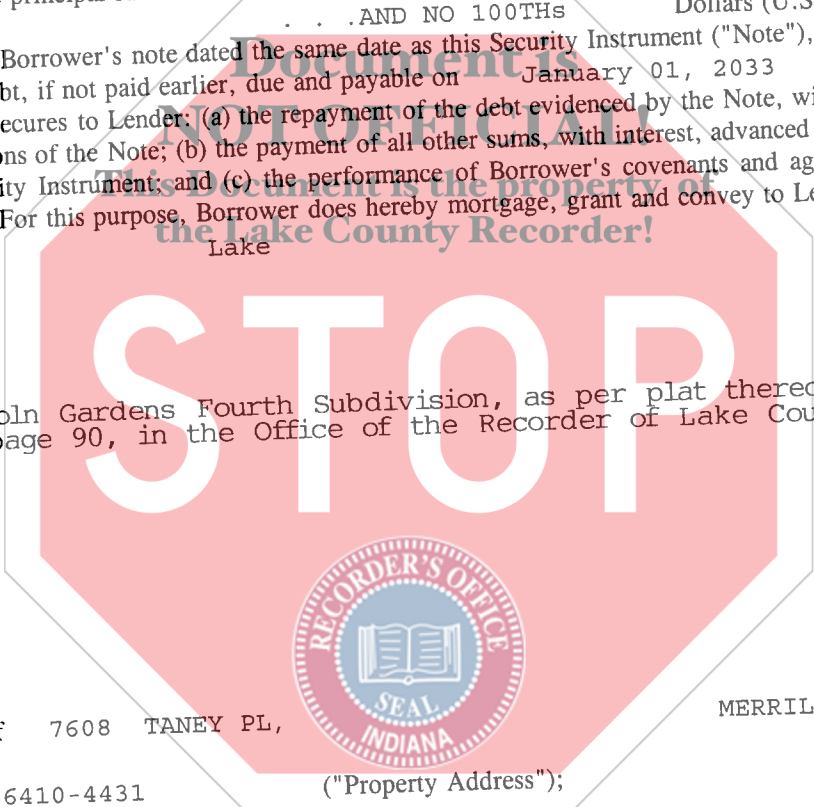 . . .AND NO 100THs Dollars (U.S
Borrower's note dated the same date as this Security Instrument ("Note"),
bt, if not paid earlier, due and payable on January 01, 2033
ecures to Lender: (a) the repayment of the debt evidenced by the Note, wi
ons of the Note; (b) the payment of all other sums, with interest, advanced
ity Instrument; and (c) the performance of Borrower's covenants and ag
For this purpose, Borrower does hereby mortgage, grant and convey to Le
Lake
Document is
NOT OFFICIAL!
This Document is the property of
the Lake County Recorder!
STOP
oln Gardens Fourth Subdivision, as per plat thereo
page 90, in the Office of the Recorder of Lake Cou
RECORDER'S OFFICE
SEAL
INDIANA
7608 TANEY PL, MERRIL
6410-4431 ("Property Address");